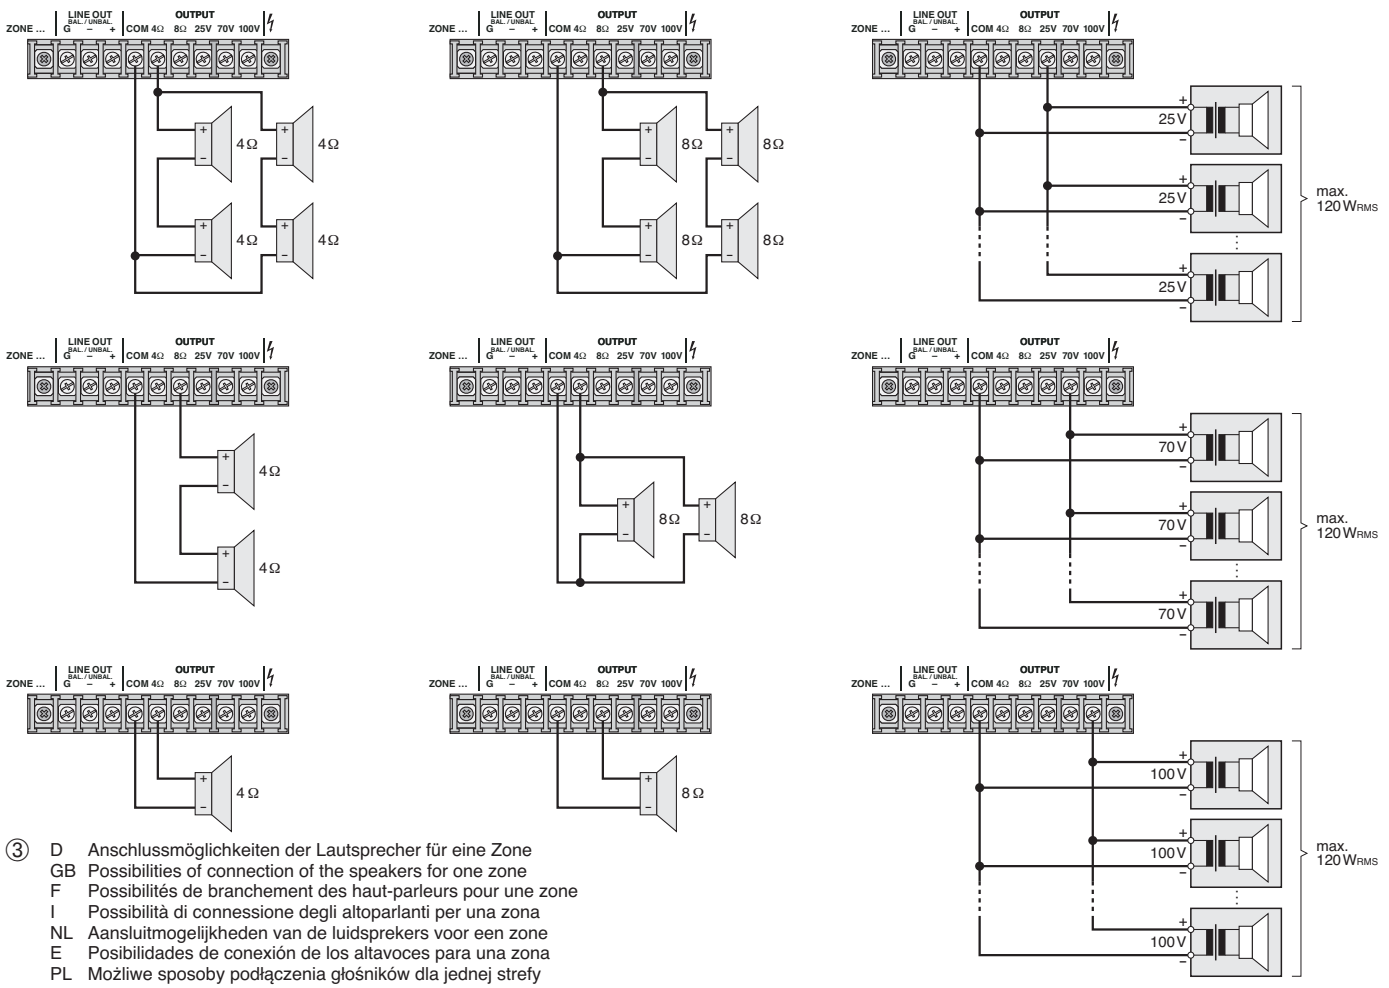 LINE OUT OUTPUT
BAL. / UNBAL.
ZONE ... G – + COM 4Ω 8Ω 25V 70V 100V
4Ω 4Ω
4Ω 4Ω
LINE OUT OUTPUT
BAL. / UNBAL.
ZONE ... G – + COM 4Ω 8Ω 25V 70V 100V
8Ω 8Ω
8Ω 8Ω
LINE OUT OUTPUT
BAL. / UNBAL.
ZONE ... G – + COM 4Ω 8Ω 25V 70V 100V
+
25V
–
+
25V
–
+
25V
–
max.
120WRMS
LINE OUT OUTPUT
BAL. / UNBAL.
ZONE ... G – + COM 4Ω 8Ω 25V 70V 100V
+
– 4Ω
+
– 4Ω
LINE OUT OUTPUT
BAL. / UNBAL.
ZONE ... G – + COM 4Ω 8Ω 25V 70V 100V
8Ω 8Ω
LINE OUT OUTPUT
BAL. / UNBAL.
ZONE ... G – + COM 4Ω 8Ω 25V 70V 100V
+
70V
–
+
70V
–
+
70V
–
max.
120WRMS
LINE OUT OUTPUT
BAL. / UNBAL.
ZONE ... G – + COM 4Ω 8Ω 25V 70V 100V
4Ω
LINE OUT OUTPUT
BAL. / UNBAL.
ZONE ... G – + COM 4Ω 8Ω 25V 70V 100V
8Ω
LINE OUT OUTPUT
BAL. / UNBAL.
ZONE ... G – + COM 4Ω 8Ω 25V 70V 100V
+
100V
–
+
100V
–
+
100V
–
max.
120WRMS
③ D Anschlussmöglichkeiten der Lautsprecher für eine Zone
GB Possibilities of connection of the speakers for one zone
F Possibilités de branchement des haut-parleurs pour une zone
I Possibilità di connessione degli altoparlanti per una zona
NL Aansluitmogelijkheden van de luidsprekers voor een zone
E Posibilidades de conexión de los altavoces para una zona
PL Możliwe sposoby podłączenia głośników dla jednej strefy